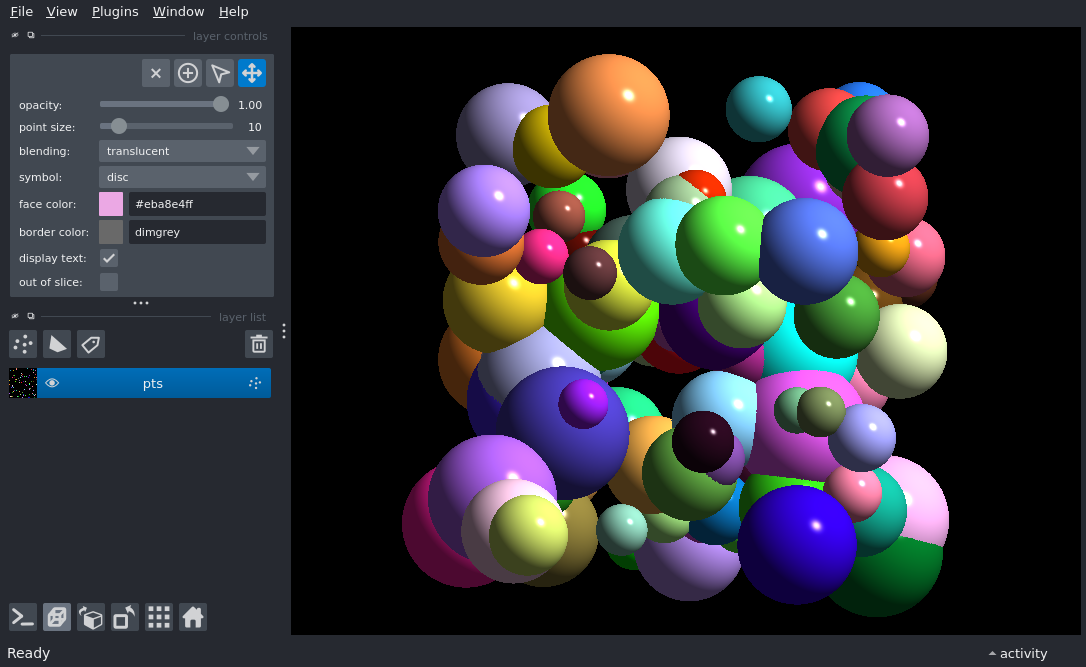 File View Plugins Window Help
layer controls
opacity: 1.00
point size: 10
blending: translucent
symbol: disc
face color: #eba8e4ff
border color: dimgrey
display text:
out of slice:
layer list
pts
Ready
activity